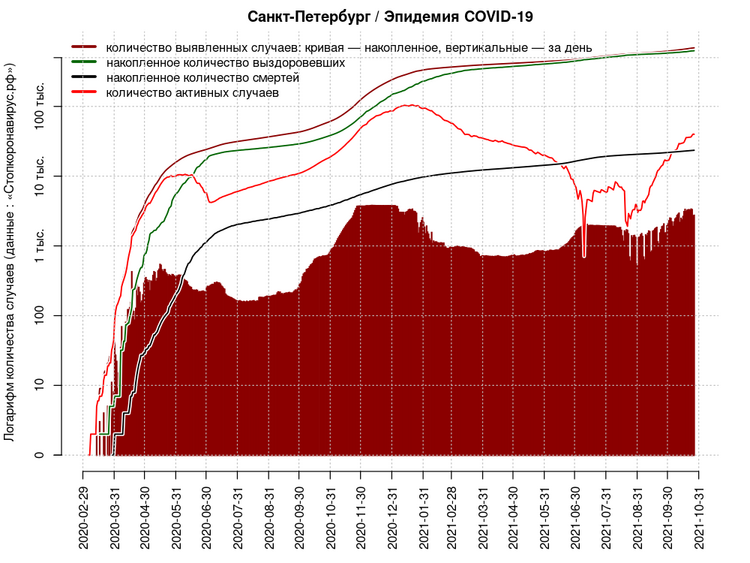 Санкт-Петербург / Эпидемия COVID-19
количество выявленных случаев: кривая — накопленное, вертикальные — за день
накопленное количество выздоровевших
накопленное количество смертей
количество активных случаев
Логарифм количества случаев (данные : «Стопкоронавирус.рф»)
100 тыс.
10 тыс.
1 тыс.
100
10
0
2020-02-29
2020-03-31
2020-04-30
2020-05-31
2020-06-30
2020-07-31
2020-08-31
2020-09-30
2020-10-31
2020-11-30
2020-12-31
2021-01-31
2021-02-28
2021-03-31
2021-04-30
2021-05-31
2021-06-30
2021-07-31
2021-08-31
2021-09-30
2021-10-31